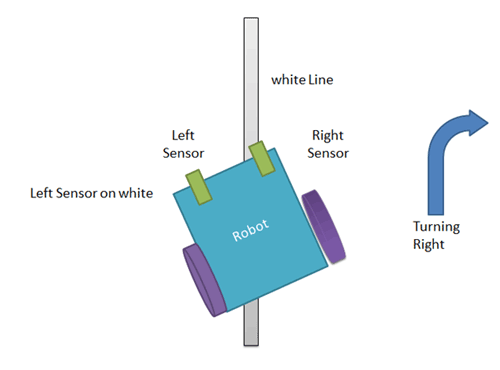 white Line
Left
Sensor
Right
Sensor
Left Sensor on white
Robot
Turning
Right